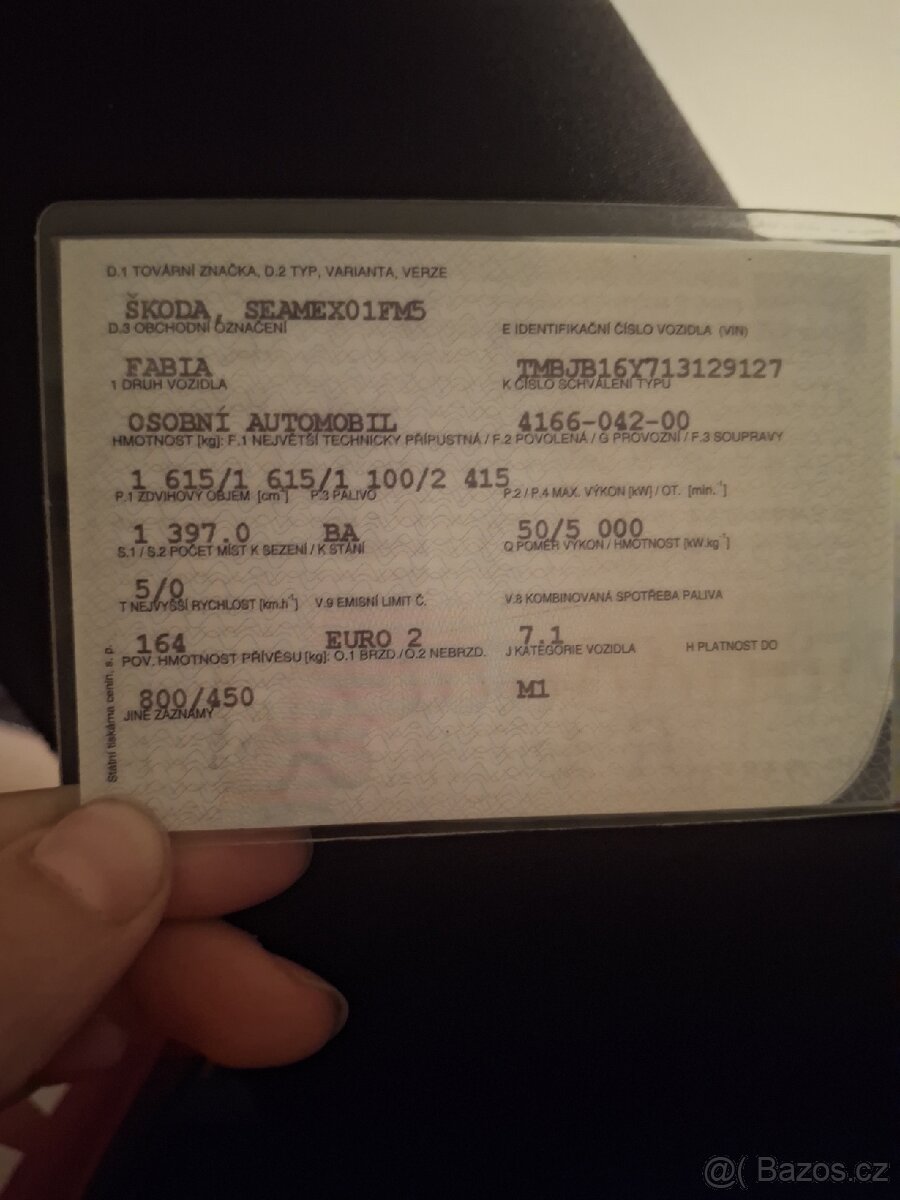 D.1 TOVÁRNÍ ZNAČKA, D.2 TYP, VARIANTA, VERZE
ŠKODA, SEAMEX01FM5
D.3 OBCHODNÍ OZNAČENÍ E IDENTIFIKAČNÍ ČÍSLO VOZIDLA (VIN)
FABIA TMBJB16Y713129127
1 DRUH VOZIDLA K ČÍSLO SCHVÁLENÍ TYPU
OSOBNÍ AUTOMOBIL 4166-042-00
HMOTNOST [kg]: F.1 NEJVĚTŠÍ TECHNICKY PŘÍPUSTNÁ / F.2 POVOLENÁ / G PROVOZNÍ / F.3 SOUPRAVY
1 615/1 615/1 100/2 415
P.1 ZDVIHOVÝ OBJEM [cm³] P.3 PALIVO P.2 / P.4 MAX. VÝKON [kW] / OT. [min.⁻¹]
1 397.0 BA 50/5 000
S.1 / S.2 POČET MÍST K SEZENÍ / K STÁNÍ Q POMĚR VÝKON / HMOTNOST [kW.kg⁻¹]
5/0
T NEJVYŠŠÍ RYCHLOST [km.h⁻¹] V.9 EMISNÍ LIMIT Č. V.8 KOMBINOVANÁ SPOTŘEBA PALIVA
164 EURO 2 7.1
POV. HMOTNOST PŘÍVĚSU [kg]: O.1 BRZD./O.2 NEBRZD. J KATEGORIE VOZIDLA H PLATNOST DO
800/450 M1
JINÉ ZÁZNAMY
Státní tiskárna cenin, s. p.
@( Bazos.cz